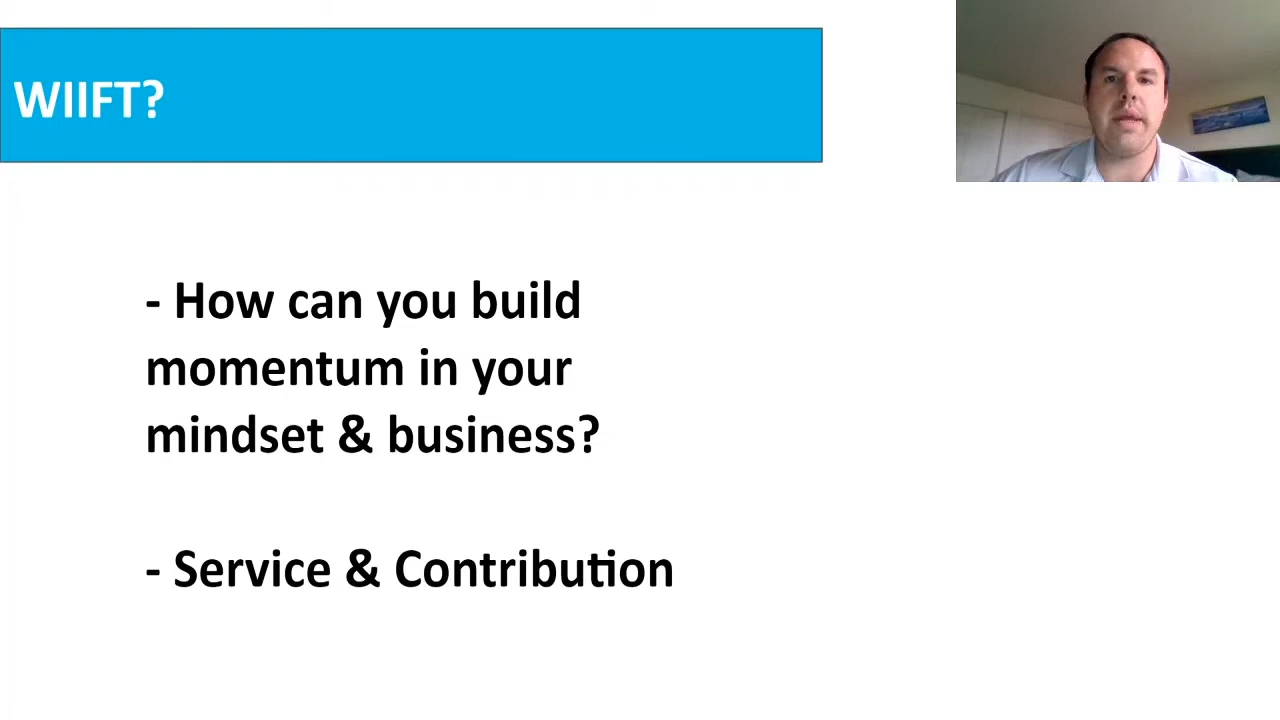 WIIFT?
- How can you build
momentum in your
mindset & business?
- Service & Contribution